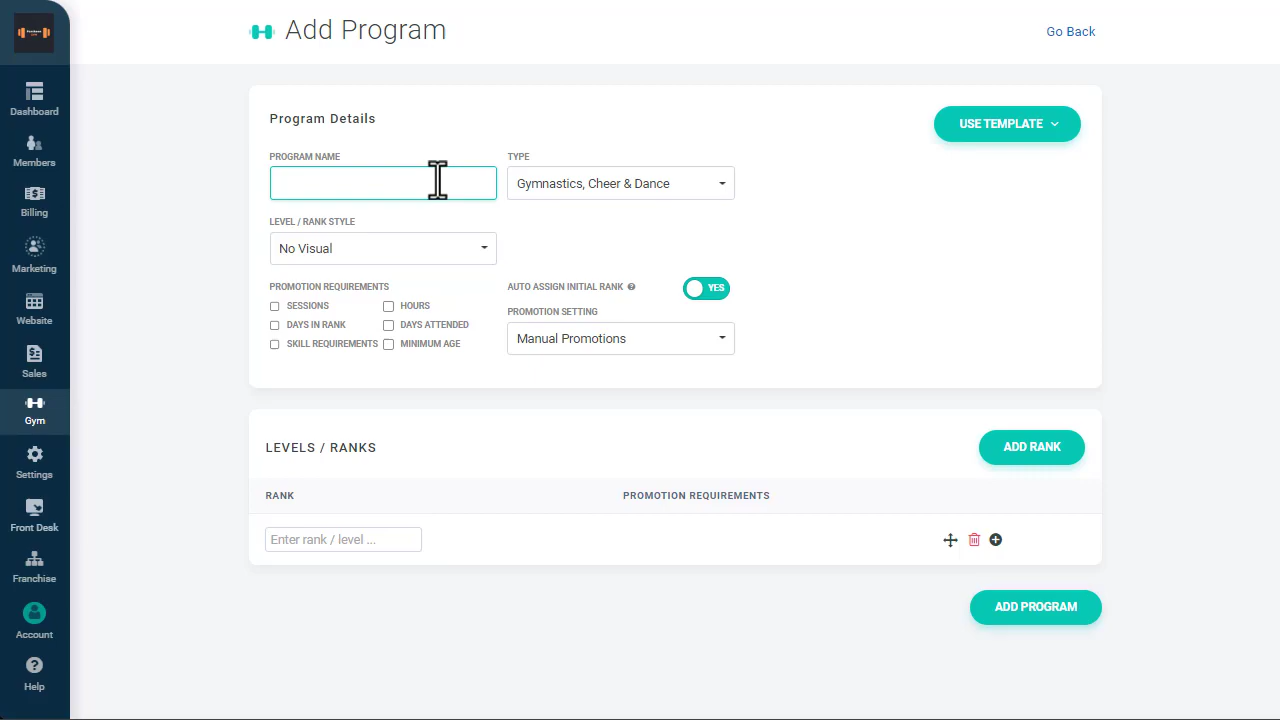 Add Program
Go Back
Program Details
USE TEMPLATE
PROGRAM NAME
TYPE
Gymnastics, Cheer & Dance
LEVEL / RANK STYLE
No Visual
PROMOTION REQUIREMENTS
SESSIONS
HOURS
DAYS IN RANK
DAYS ATTENDED
SKILL REQUIREMENTS
MINIMUM AGE
AUTO ASSIGN INITIAL RANK
YES
PROMOTION SETTING
Manual Promotions
LEVELS / RANKS
ADD RANK
RANK
PROMOTION REQUIREMENTS
Enter rank / level ...
ADD PROGRAM
Dashboard
Members
Billing
Marketing
Website
Sales
Gym
Settings
Front Desk
Franchise
Account
Help